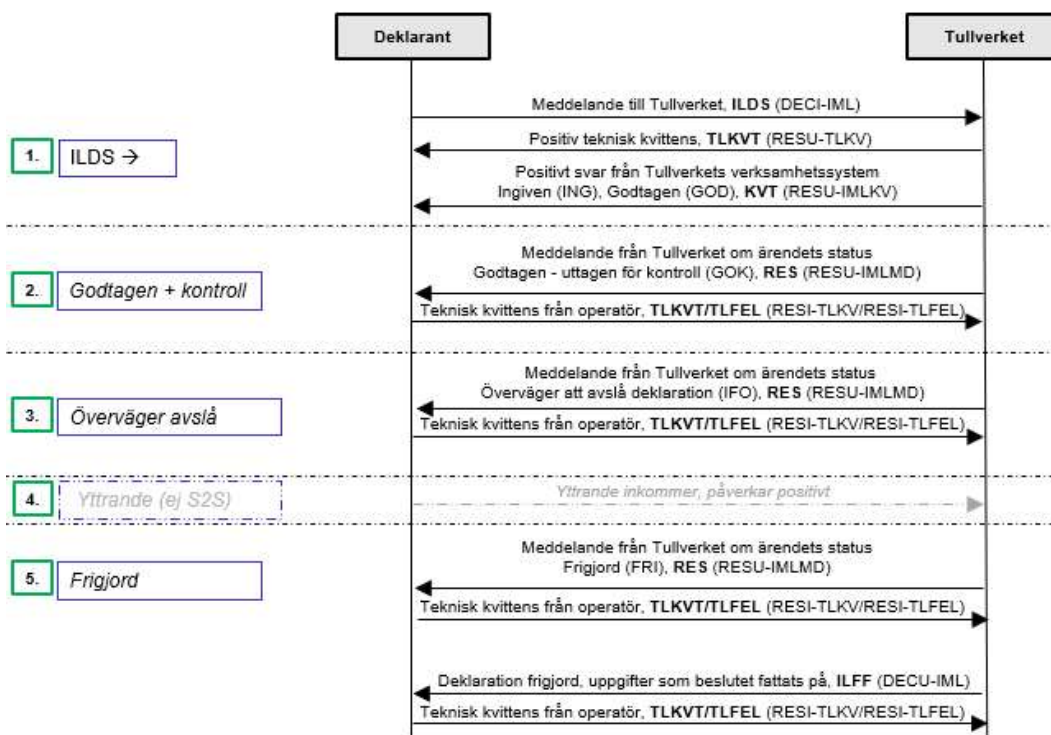 Deklarant
Tullverket
Meddelande till Tullverket, ILDS (DECI-IML)
Positiv teknisk kvittens, TLKVT (RESU-TLKV)
1.
ILDS →
Positivt svar från Tullverkets verksamhetssystem
Ingiven (ING), Godtagen (GOD), KVT (RESU-IMLKV)
Meddelande från Tullverket om ärendets status
Godtagen - uttagen för kontroll (GOK), RES (RESU-IMLMD)
2.
Godtagen + kontroll
Teknisk kvittens från operatör, TLKVT/TLFEL (RESI-TLKV/RESI-TLFEL)
Meddelande från Tullverket om ärendets status
Överväger att avslå deklaration (IFO), RES (RESU-IMLMD)
3.
Överväger avslå
Teknisk kvittens från operatör, TLKVT/TLFEL (RESI-TLKV/RESI-TLFEL)
4.
Yttrande (ej S2S)
Yttrande inkommer, påverkar positivt
Meddelande från Tullverket om ärendets status
Frigjord (FRI), RES (RESU-IMLMD)
5.
Frigjord
Teknisk kvittens från operatör, TLKVT/TLFEL (RESI-TLKV/RESI-TLFEL)
Deklaration frigjord, uppgifter som beslutet fattats på, ILFF (DECU-IML)
Teknisk kvittens från operatör, TLKVT/TLFEL (RESI-TLKV/RESI-TLFEL)